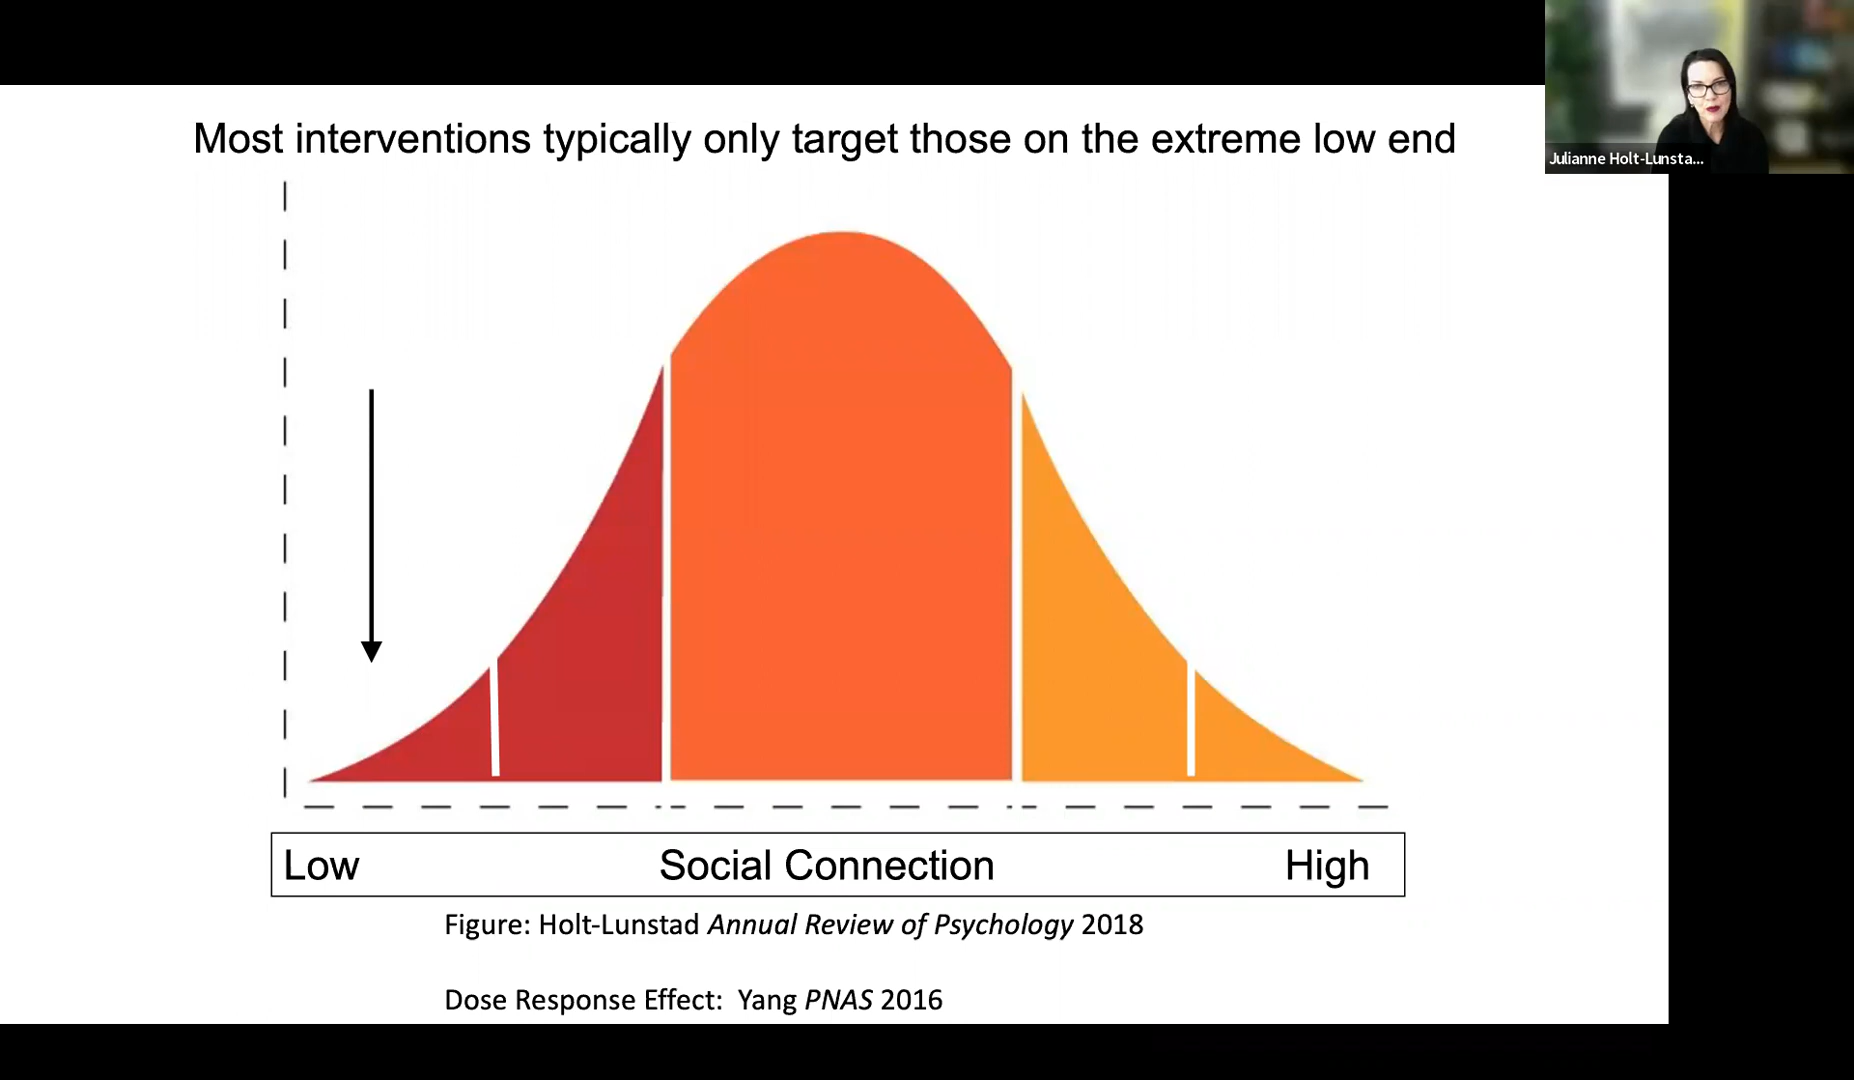 Most interventions typically only target those on the extreme low end
Julianne Holt-Lunsta...
Low Social Connection High
Figure: Holt-Lunstad Annual Review of Psychology 2018
Dose Response Effect: Yang PNAS 2016